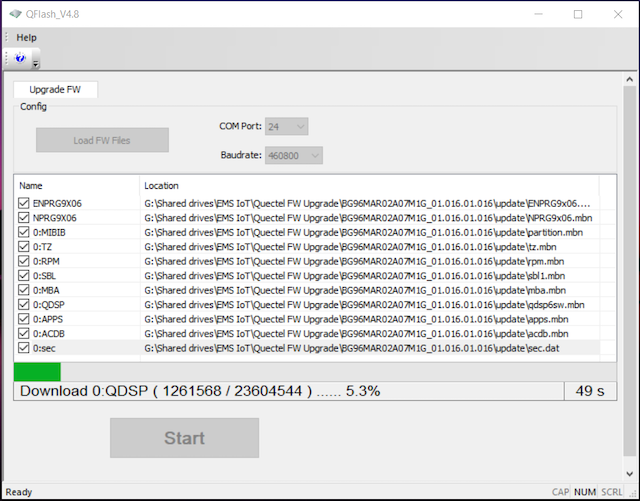 QFlash_V4.8
Help
Upgrade FW
Config
Load FW Files
COM Port: 24
Baudrate: 460800
Name Location
ENPRG9X06 G:\Shared drives\EMS IoT\Quectel FW Upgrade\BG96MAR02A07M1G_01.016.01.016\update\ENPRG9x06....
NPRG9X06 G:\Shared drives\EMS IoT\Quectel FW Upgrade\BG96MAR02A07M1G_01.016.01.016\update\NPRG9x06.mbn
0:MIBIB G:\Shared drives\EMS IoT\Quectel FW Upgrade\BG96MAR02A07M1G_01.016.01.016\update\partition.mbn
0:TZ G:\Shared drives\EMS IoT\Quectel FW Upgrade\BG96MAR02A07M1G_01.016.01.016\update\tz.mbn
0:RPM G:\Shared drives\EMS IoT\Quectel FW Upgrade\BG96MAR02A07M1G_01.016.01.016\update\rpm.mbn
0:SBL G:\Shared drives\EMS IoT\Quectel FW Upgrade\BG96MAR02A07M1G_01.016.01.016\update\sbl1.mbn
0:MBA G:\Shared drives\EMS IoT\Quectel FW Upgrade\BG96MAR02A07M1G_01.016.01.016\update\mba.mbn
0:QDSP G:\Shared drives\EMS IoT\Quectel FW Upgrade\BG96MAR02A07M1G_01.016.01.016\update\qdsp6sw.mbn
0:APPS G:\Shared drives\EMS IoT\Quectel FW Upgrade\BG96MAR02A07M1G_01.016.01.016\update\apps.mbn
0:ACDB G:\Shared drives\EMS IoT\Quectel FW Upgrade\BG96MAR02A07M1G_01.016.01.016\update\acdb.mbn
0:sec G:\Shared drives\EMS IoT\Quectel FW Upgrade\BG96MAR02A07M1G_01.016.01.016\update\sec.dat
Download 0:QDSP ( 1261568 / 23604544 ) ...... 5.3% 49 s
Start
Ready CAP NUM SCRL